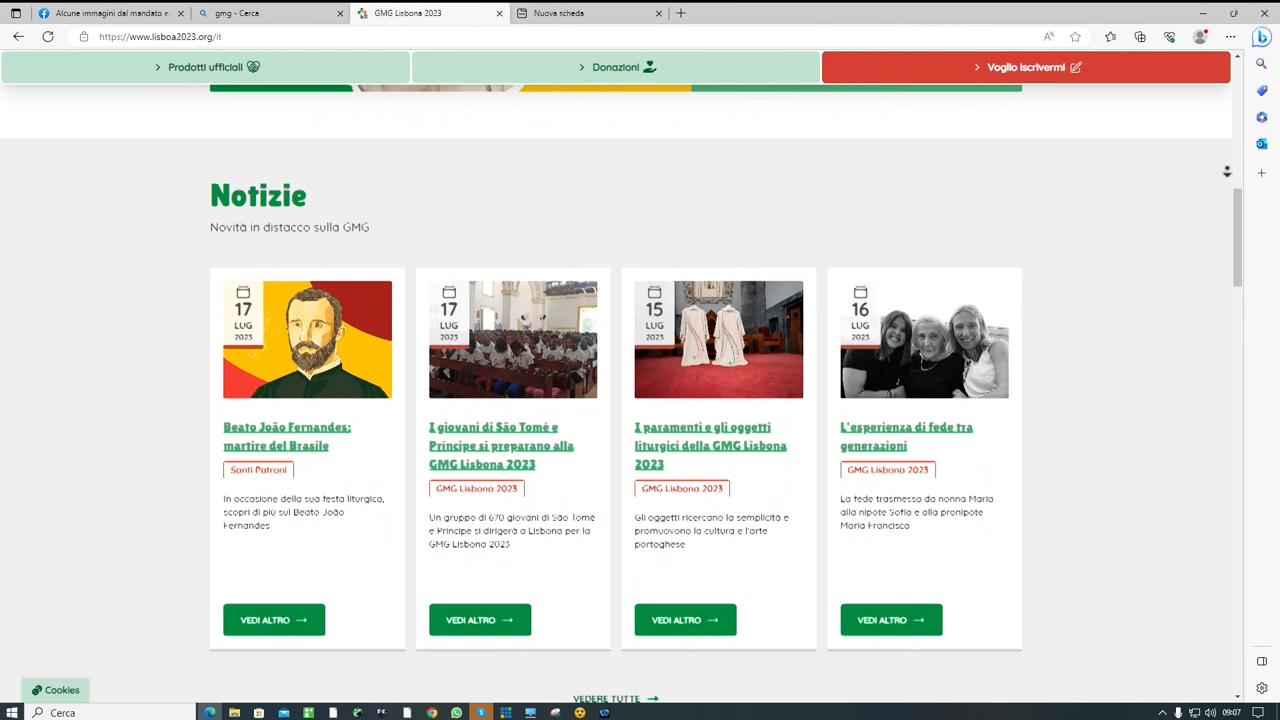 Alcune immagini dal mandato e
gmg - Cerca
GMG Lisbona 2023
Nuova scheda
https://www.lisboa2023.org/it
Prodotti ufficiali
Donazioni
Voglio iscrivermi
Notizie
Novità in distacco sulla GMG
17
LUG
2023
Beato João Fernandes:
martire del Brasile
Santi Patroni
In occasione della sua festa liturgica,
scopri di più sul Beato João
Fernandes
VEDI ALTRO
17
LUG
2023
I giovani di São Tomé e
Príncipe si preparano alla
GMG Lisbona 2023
GMG Lisbona 2023
Un gruppo di 670 giovani di São Tomé
e Príncipe si dirigerà a Lisbona per la
GMG Lisbona 2023
VEDI ALTRO
15
LUG
2023
I paramenti e gli oggetti
liturgici della GMG Lisbona
2023
GMG Lisbona 2023
Gli oggetti ricercano la semplicità e
promuovono la cultura e l'arte
portoghese
VEDI ALTRO
16
LUG
2023
L'esperienza di fede tra
generazioni
GMG Lisbona 2023
La fede trasmessa da nonna Maria
alla nipote Sofia e alla pronipote
Maria Francisca
VEDI ALTRO
VEDERE TUTTE
Cookies
Cerca
09:07